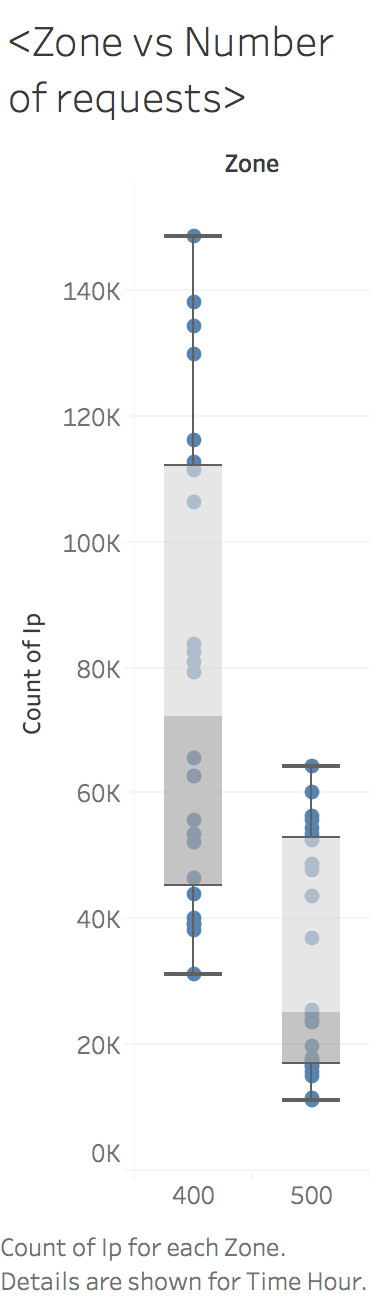 <Zone vs Number
of requests>
Zone
140K
120K
100K
80K
60K
40K
20K
0K
Count of Ip
400
500
Count of Ip for each Zone.
Details are shown for Time Hour.